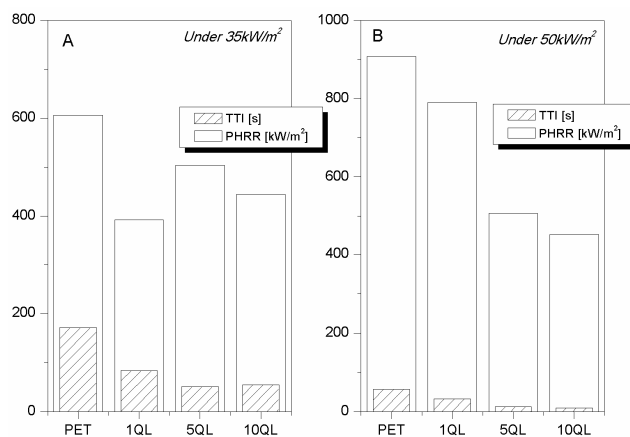 A
Under 35kW/m²
TTI [s]
PHRR [kW/m²]
800
600
400
200
0
PET 1QL 5QL 10QL
B
Under 50kW/m²
TTI [s]
PHRR [kW/m²]
1000
800
600
400
200
0
PET 1QL 5QL 10QL